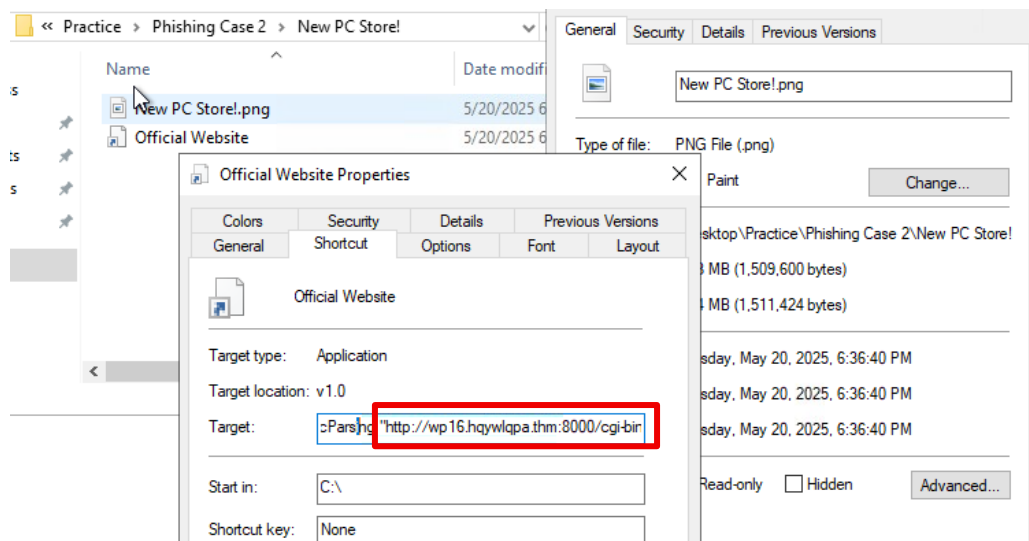 « Practice › Phishing Case 2 › New PC Store!
Name
Date modifi
ss
New PC Store!.png
5/20/2025 6
Official Website
5/20/2025 6
ts
s
General Security Details Previous Versions
New PC Store!.png
Type of file: PNG File (.png)
Paint
Change...
sktop\Practice\Phishing Case 2\New PC Store!
MB (1,509,600 bytes)
MB (1,511,424 bytes)
sday, May 20, 2025, 6:36:40 PM
sday, May 20, 2025, 6:36:40 PM
sday, May 20, 2025, 6:36:40 PM
Read-only Hidden
Advanced...
Official Website Properties
Colors Security Details Previous Versions
General Shortcut Options Font Layout
Official Website
Target type: Application
Target location: v1.0
Target: cParsing "http://wp16.hqywlqpa.thm:8000/cgi-bin
Start in: C:\
Shortcut key: None